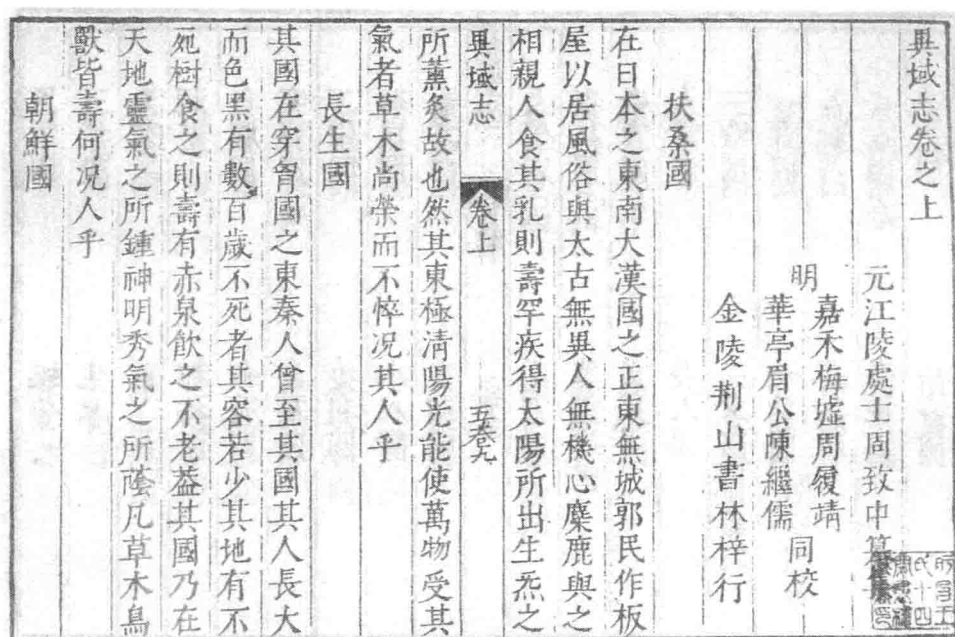 異域志卷之上
元江陵處士周致中纂集
明
嘉禾梅墟周履靖
華亭眉公陳繼儒
同校
金陵荆山書林梓行
扶桑國
在日本之東南大漢國之正東無城郭民作板
屋以居風俗與太古無異人無機心麋鹿與之
相親人食其乳則壽罕疾得太陽所出生炁之
異域志
卷上
所薰炙故也然其東極淸陽光能使萬物受其
氣者草木尚榮而不悴况其人乎
長生國
其國在穿胷國之東秦人曾至其國其人長大
而色黑有數百歲不死者其容若少其地有不
死樹食之則壽有赤泉飲之不老葢其國乃在
天地靈氣之所鍾神明秀氣之所蔭凡草木鳥
獸皆壽何况人乎
朝鮮國